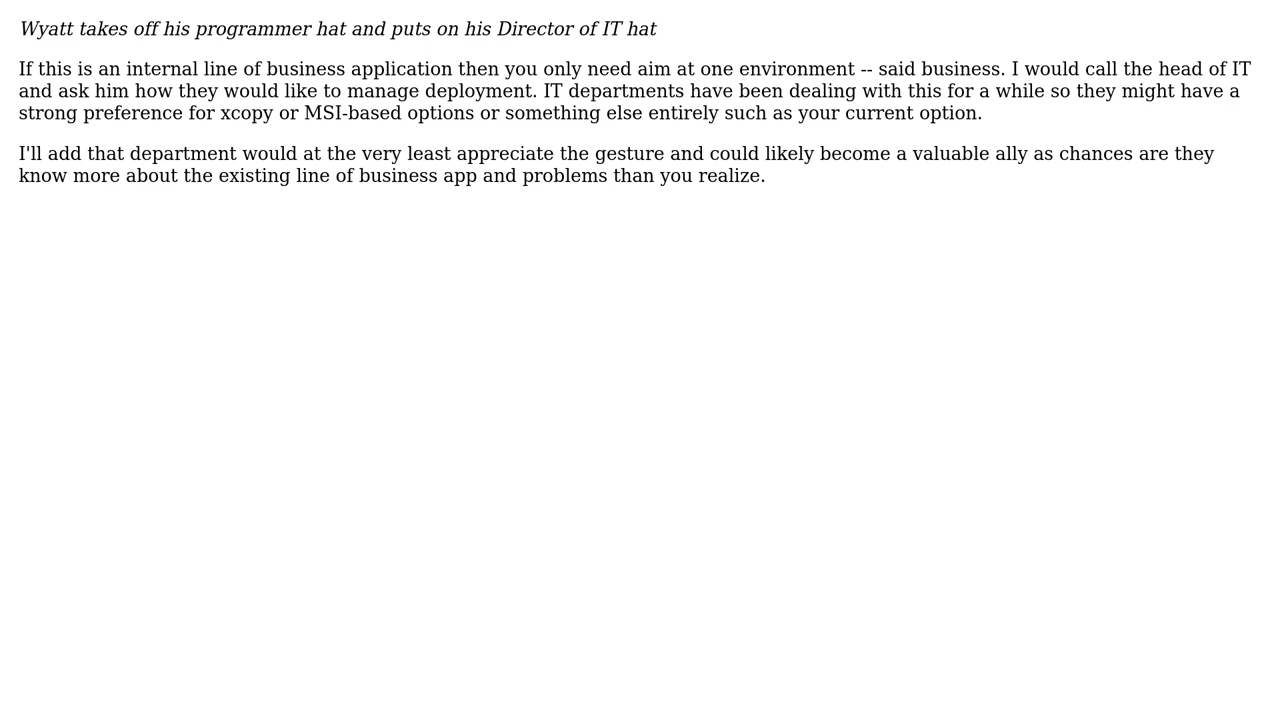 Wyatt takes off his programmer hat and puts on his Director of IT hat
If this is an internal line of business application then you only need aim at one environment -- said business. I would call the head of IT
and ask him how they would like to manage deployment. IT departments have been dealing with this for a while so they might have a
strong preference for xcopy or MSI-based options or something else entirely such as your current option.
I'll add that department would at the very least appreciate the gesture and could likely become a valuable ally as chances are they
know more about the existing line of business app and problems than you realize.